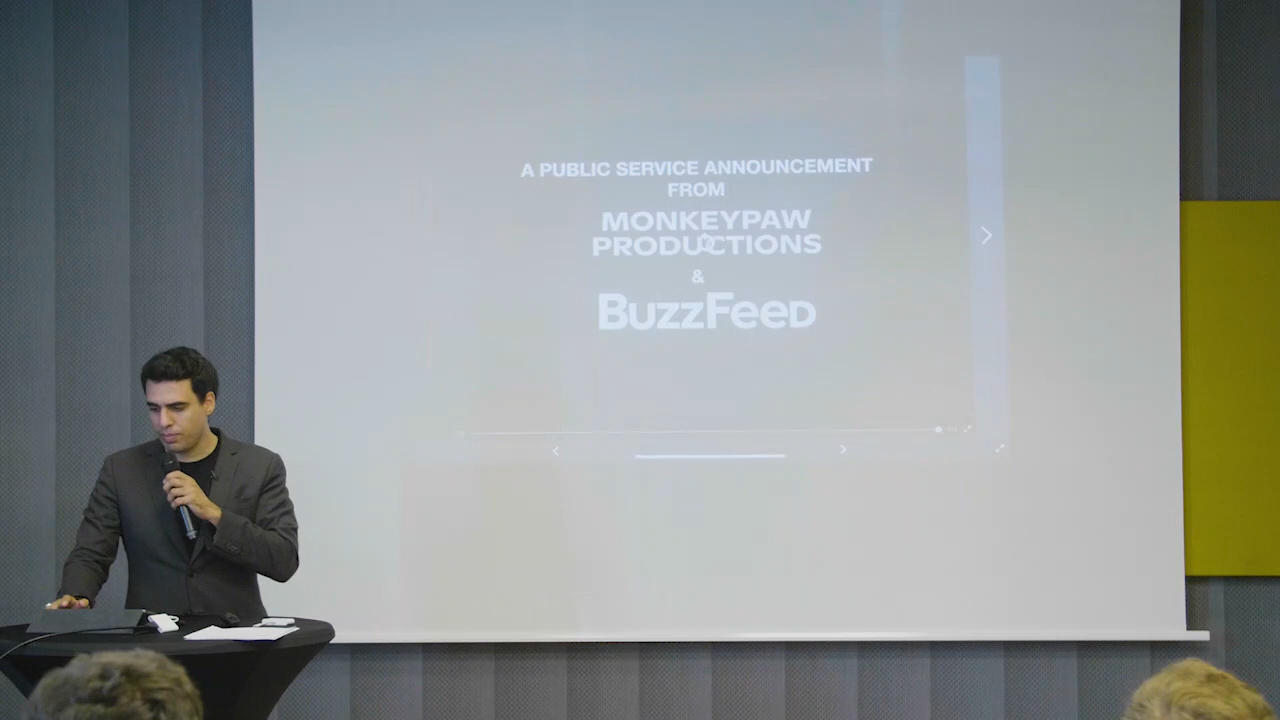 A PUBLIC SERVICE ANNOUNCEMENT
FROM
MONKEYPAW
PRODUCTIONS
&
BuzzFeed